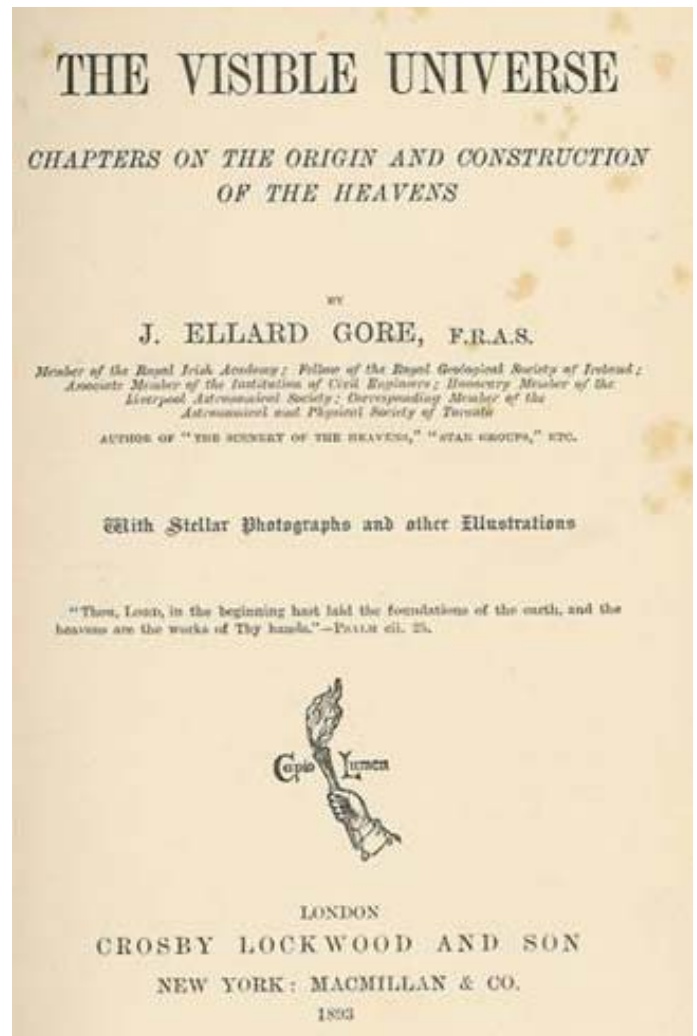 THE VISIBLE UNIVERSE
CHAPTERS ON THE ORIGIN AND CONSTRUCTION
OF THE HEAVENS
BY
J. ELLARD GORE, F.R.A.S.
Member of the Royal Irish Academy; Fellow of the Royal Geological Society of Ireland;
Associate Member of the Institution of Civil Engineers; Honorary Member of the
Liverpool Astronomical Society; Corresponding Member of the
Astronomical and Physical Society of Toronto
AUTHOR OF "THE SCENERY OF THE HEAVENS," "STAR GROUPS," ETC.
With Stellar Photographs and other Illustrations
"Thou, LORD, in the beginning hast laid the foundations of the earth, and the
heavens are the works of Thy hands."—PSALM cii. 25.
Capio Lumen
LONDON
CROSBY LOCKWOOD AND SON
NEW YORK: MACMILLAN & CO.
1893